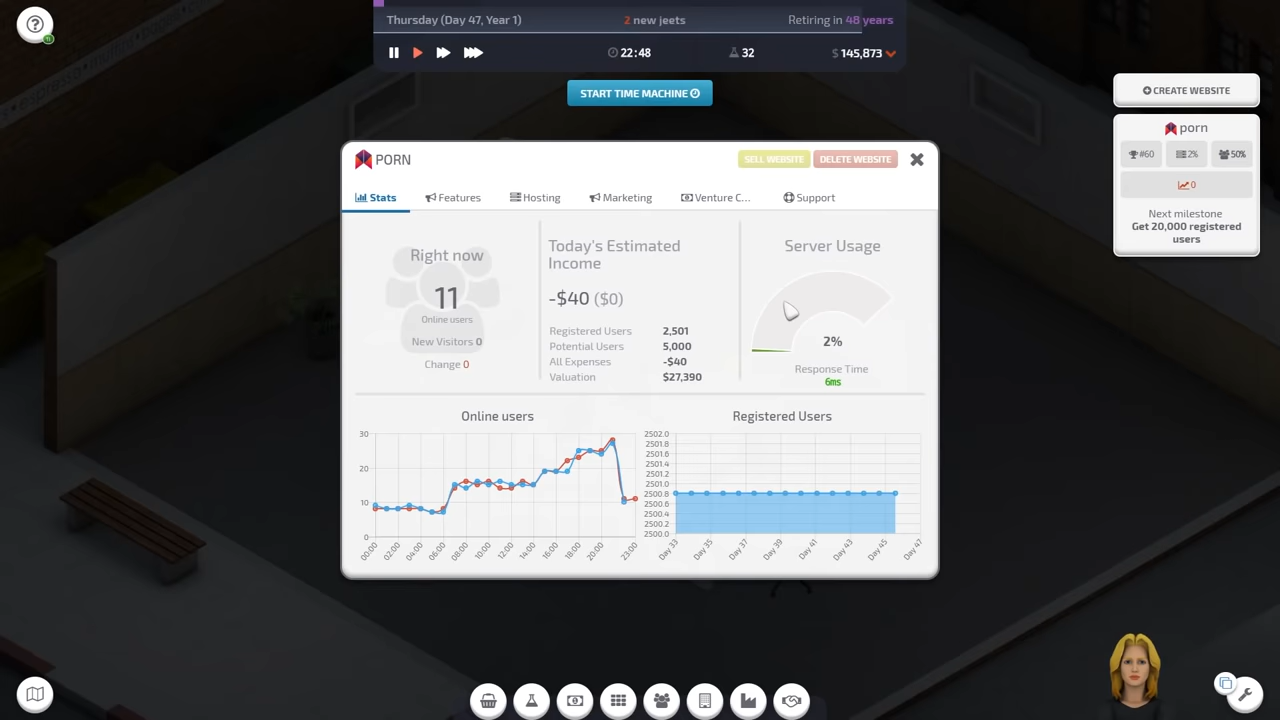 Thursday (Day 47, Year 1)
2 new jeets
Retiring in 48 years
22:48
32
$ 145,873
START TIME MACHINE
CREATE WEBSITE
porn
#60
2%
50%
0
Next milestone
Get 20,000 registered
users
PORN
SELL WEBSITE
DELETE WEBSITE
Stats
Features
Hosting
Marketing
Venture C...
Support
Right now
11
Online users
New Visitors 0
Change 0
Today's Estimated
Income
-$40 ($0)
Registered Users 2,501
Potential Users 5,000
All Expenses -$40
Valuation $27,390
Server Usage
2%
Response Time
6ms
Online users
30
20
10
0
00:00 02:00 04:00 06:00 08:00 10:00 12:00 14:00 16:00 18:00 20:00 23:00
Registered Users
2502.0
2501.8
2501.6
2501.4
2501.2
2501.0
2500.8
2500.6
2500.4
2500.2
2500.0
Day 33 Day 35 Day 37 Day 39 Day 41 Day 43 Day 45 Day 47